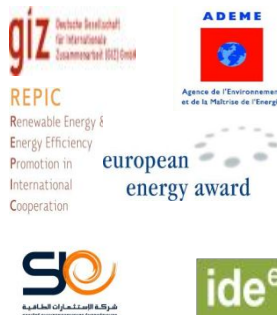 giz
Deutsche Gesellschaft
für Internationale
Zusammenarbeit (GIZ) GmbH
ADEME
Agence de l'Environnement
et de la Maîtrise de l'Energie
REPIC
Renewable Energy &
Energy Efficiency
Promotion in
International
Cooperation
european
energy award
شركة الإستثمارات الطاقية
ide e